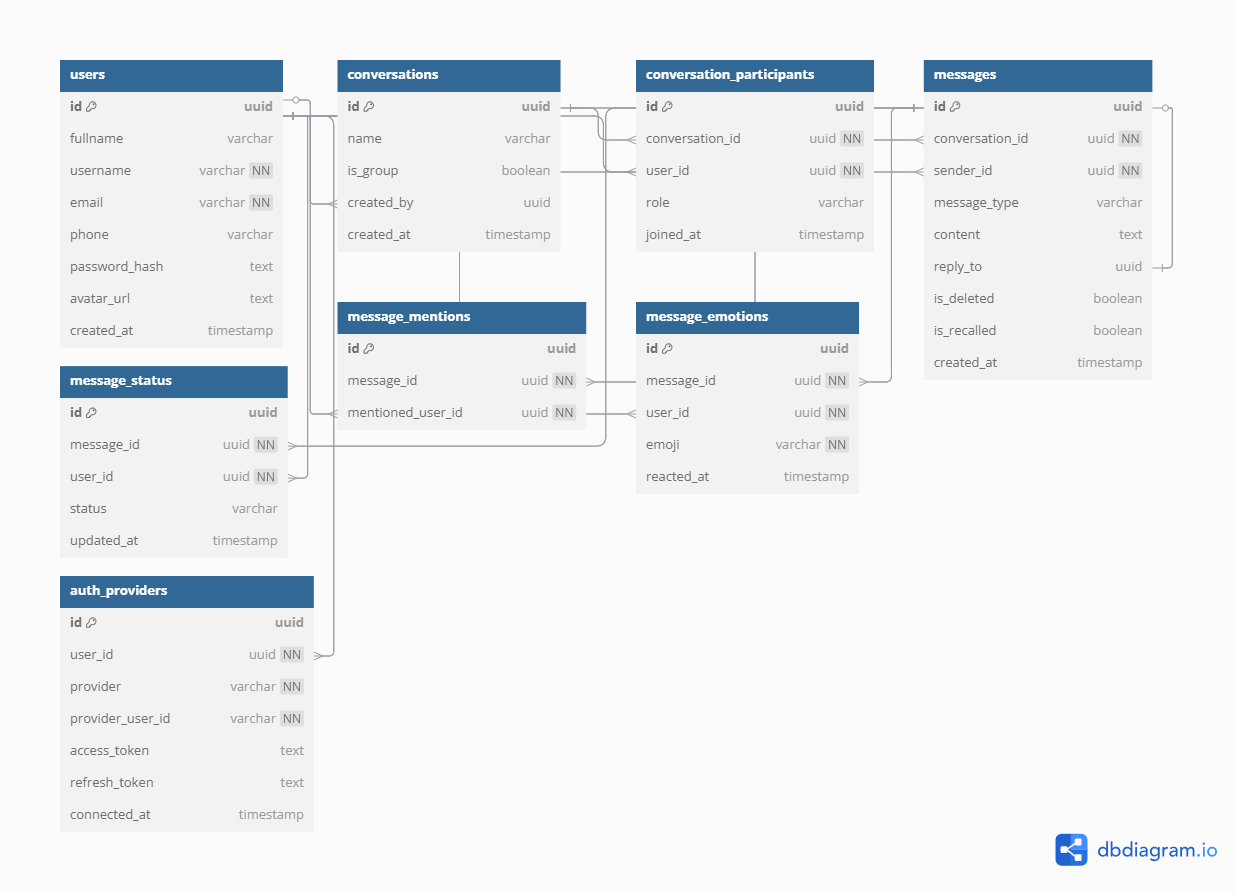 users
id uuid
fullname varchar
username varchar NN
email varchar NN
phone varchar
password_hash text
avatar_url text
created_at timestamp
conversations
id uuid
name varchar
is_group boolean
created_by uuid
created_at timestamp
conversation_participants
id uuid
conversation_id uuid NN
user_id uuid NN
role varchar
joined_at timestamp
messages
id uuid
conversation_id uuid NN
sender_id uuid NN
message_type varchar
content text
reply_to uuid
is_deleted boolean
is_recalled boolean
created_at timestamp
message_mentions
id uuid
message_id uuid NN
mentioned_user_id uuid NN
message_emotions
id uuid
message_id uuid NN
user_id uuid NN
emoji varchar NN
reacted_at timestamp
message_status
id uuid
message_id uuid NN
user_id uuid NN
status varchar
updated_at timestamp
auth_providers
id uuid
user_id uuid NN
provider varchar NN
provider_user_id varchar NN
access_token text
refresh_token text
connected_at timestamp
dbdiagram.io